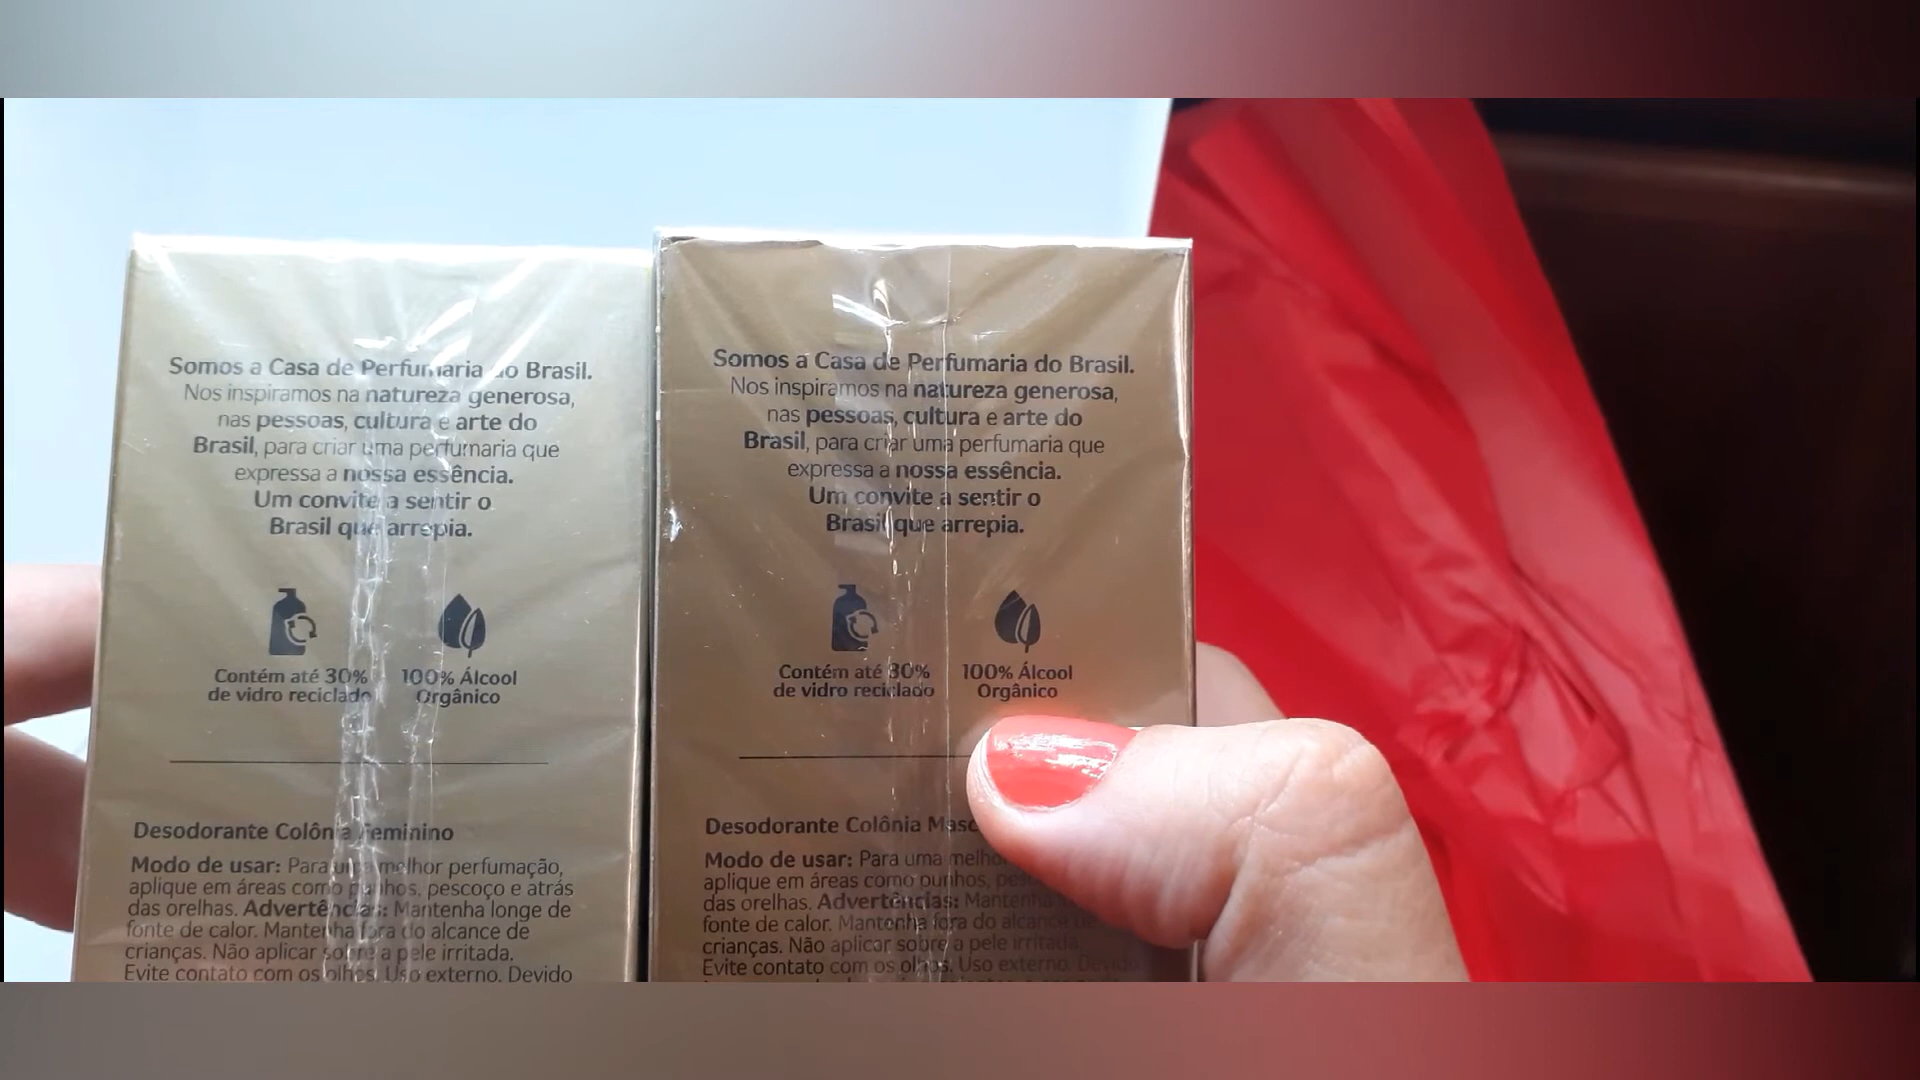 Somos a Casa de Perfumaria do Brasil.
Nos inspiramos na natureza generosa,
nas pessoas, cultura e arte do
Brasil, para criar uma perfumaria que
expressa a nossa essência.
Um convite a sentir o
Brasil que arrepia.
Contém até 30%
de vidro reciclado
100% Álcool
Orgânico
Desodorante Colônia Feminino
Modo de usar: Para uma melhor perfumação,
aplique em áreas como punhos, pescoço e atrás
das orelhas. Advertências: Mantenha longe de
fonte de calor. Mantenha fora do alcance de
crianças. Não aplicar sobre a pele irritada.
Evite contato com os olhos. Uso externo. Devido
Somos a Casa de Perfumaria do Brasil.
Nos inspiramos na natureza generosa,
nas pessoas, cultura e arte do
Brasil, para criar uma perfumaria que
expressa a nossa essência.
Um convite a sentir o
Brasil que arrepia.
Contém até 30%
de vidro reciclado
100% Álcool
Orgânico
Desodorante Colônia
Modo de usar: Para uma
aplique em áreas como punhos,
das orelhas. Advertências: Mantenha
fonte de calor. Mantenha fora do alcance de
crianças. Não aplicar sobre a pele irritada.
Evite contato com os olhos. Uso externo. Devido